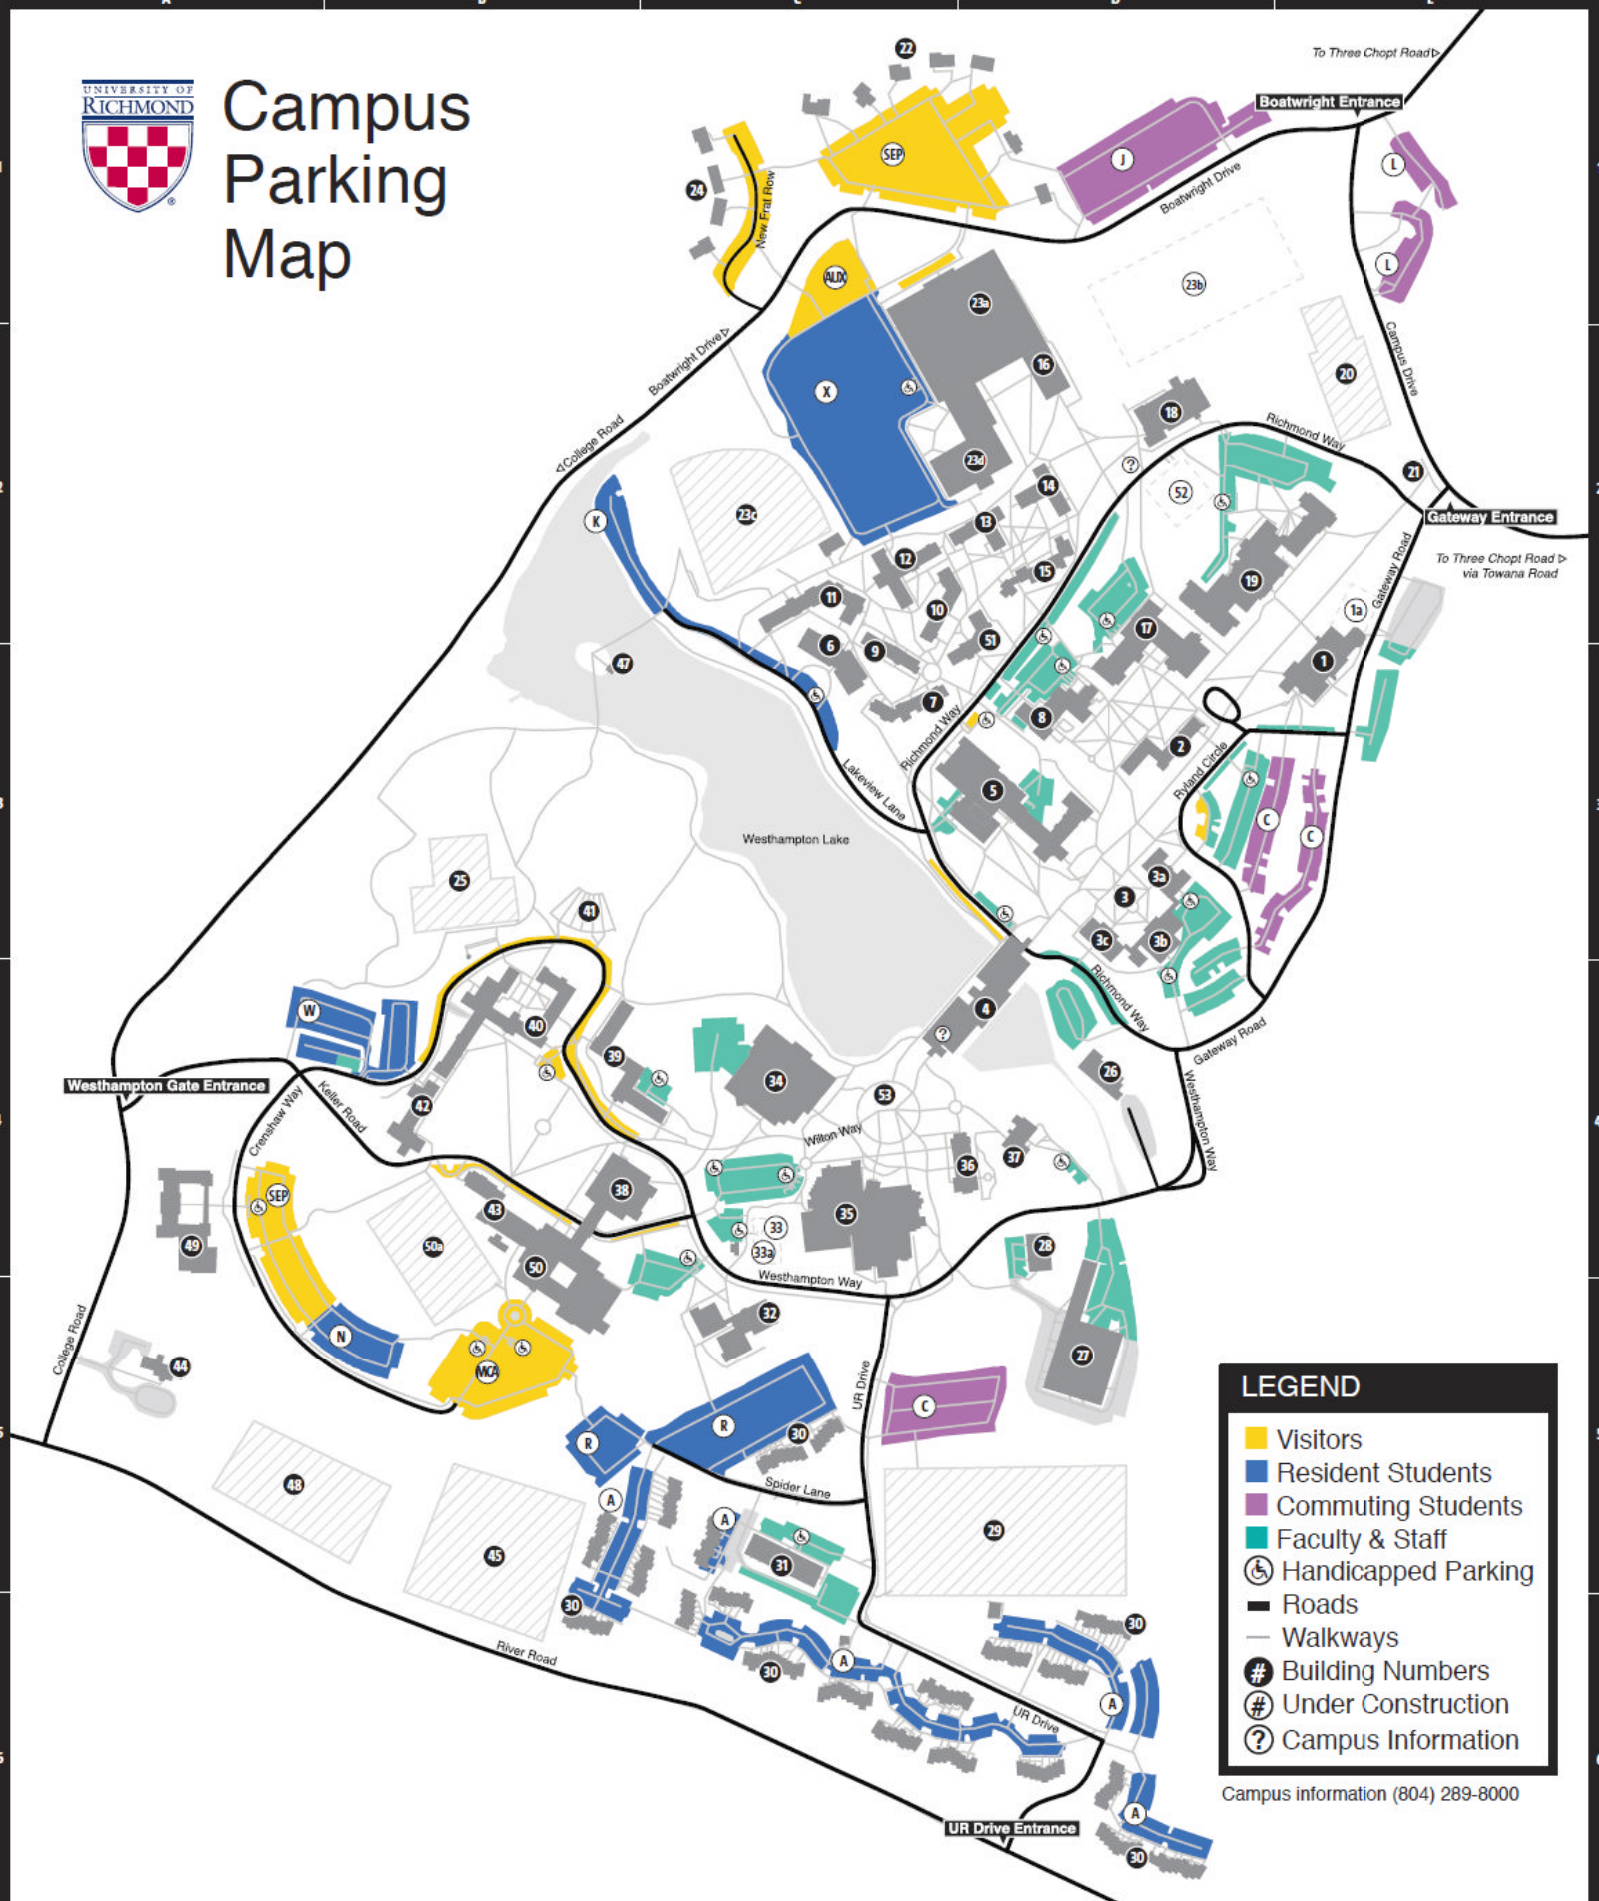 A B C D E
UNIVERSITY OF
RICHMOND
®
Campus
Parking
Map
To Three Chopt Road
Boatwright Entrance
22
SEP
J
L
24
New Frat Row
Boatwright Drive
L
AUX
23a
23b
Campus Drive
Boatwright Drive
X
16
20
18
College Road
Richmond Way
23d
?
21
14
52
K
23c
13
Gateway Entrance
Gateway Road
To Three Chopt Road
via Towana Road
12
15
19
11
10
1a
17
6
9
51
47
1
7
8
Richmond Way
2
Ryland Circle
Lakeview Lane
5
C
C
Westhampton Lake
25
3a
3
41
3c
3b
Richmond Way
W
4
40
?
Gateway Road
39
34
26
Westhampton Gate Entrance
53
Keller Road
42
Crenshaw Way
Wilton Way
Westhampton Way
36
37
SEP
38
43
35
33
33a
49
50a
28
50
Westhampton Way
32
College Road
N
27
44
MCA
UR Drive
C
R
R
30
48
Spider Lane
A
A
29
45
31
30
30
River Road
30
A
A
UR Drive
A
UR Drive Entrance
30
LEGEND
Visitors
Resident Students
Commuting Students
Faculty & Staff
Handicapped Parking
Roads
Walkways
# Building Numbers
# Under Construction
? Campus Information
Campus information (804) 289-8000